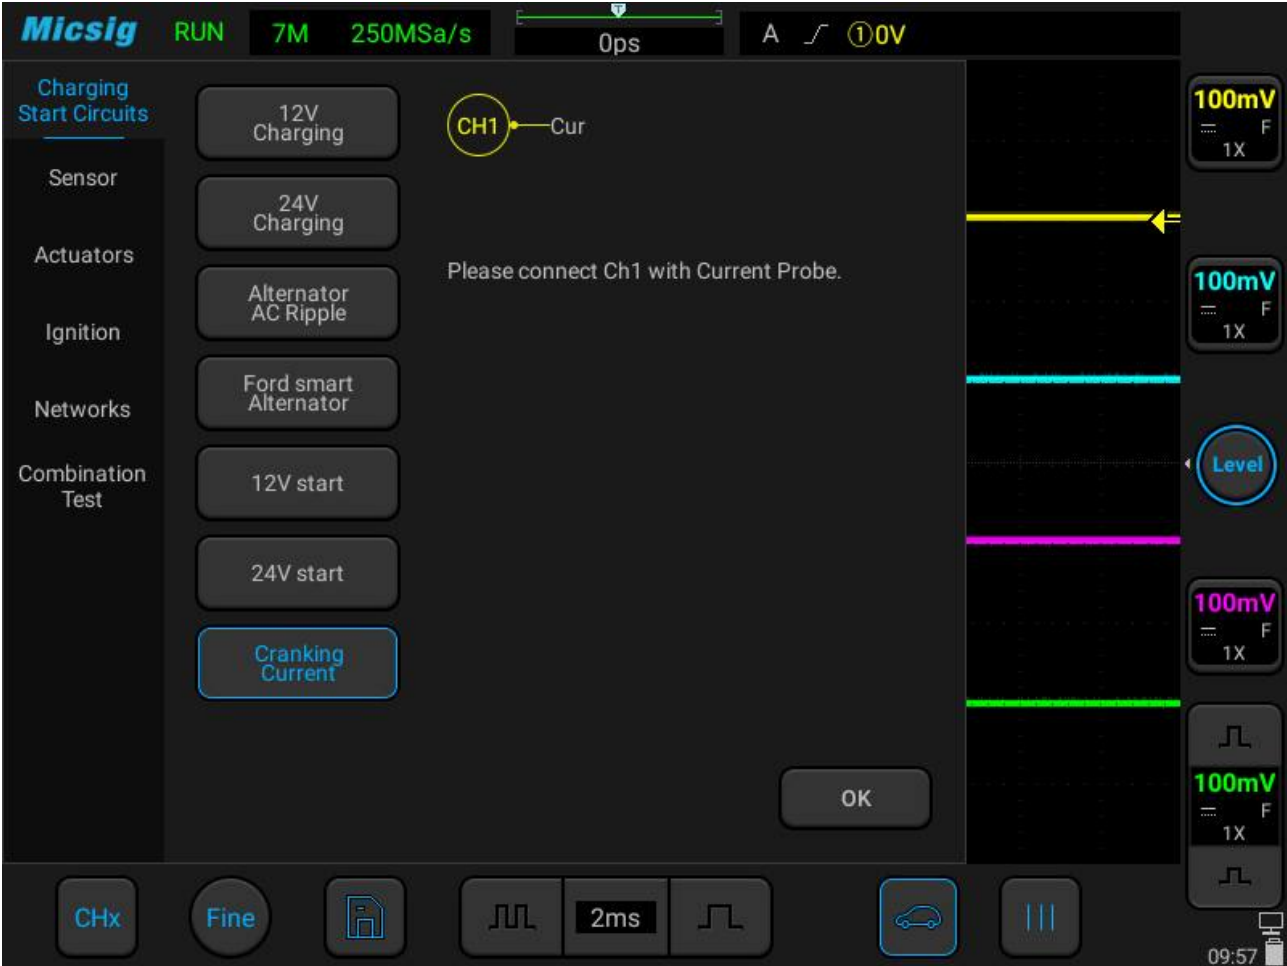 Micsig RUN 7M 250MSa/s T 0ps A 1 0V
Charging
Start Circuits
Sensor
Actuators
Ignition
Networks
Combination
Test
12V
Charging
24V
Charging
Alternator
AC Ripple
Ford smart
Alternator
12V start
24V start
Cranking
Current
CH1 Cur
Please connect Ch1 with Current Probe.
OK
100mV
F
1X
100mV
F
1X
Level
100mV
F
1X
100mV
F
1X
CHx Fine 2ms
09:57